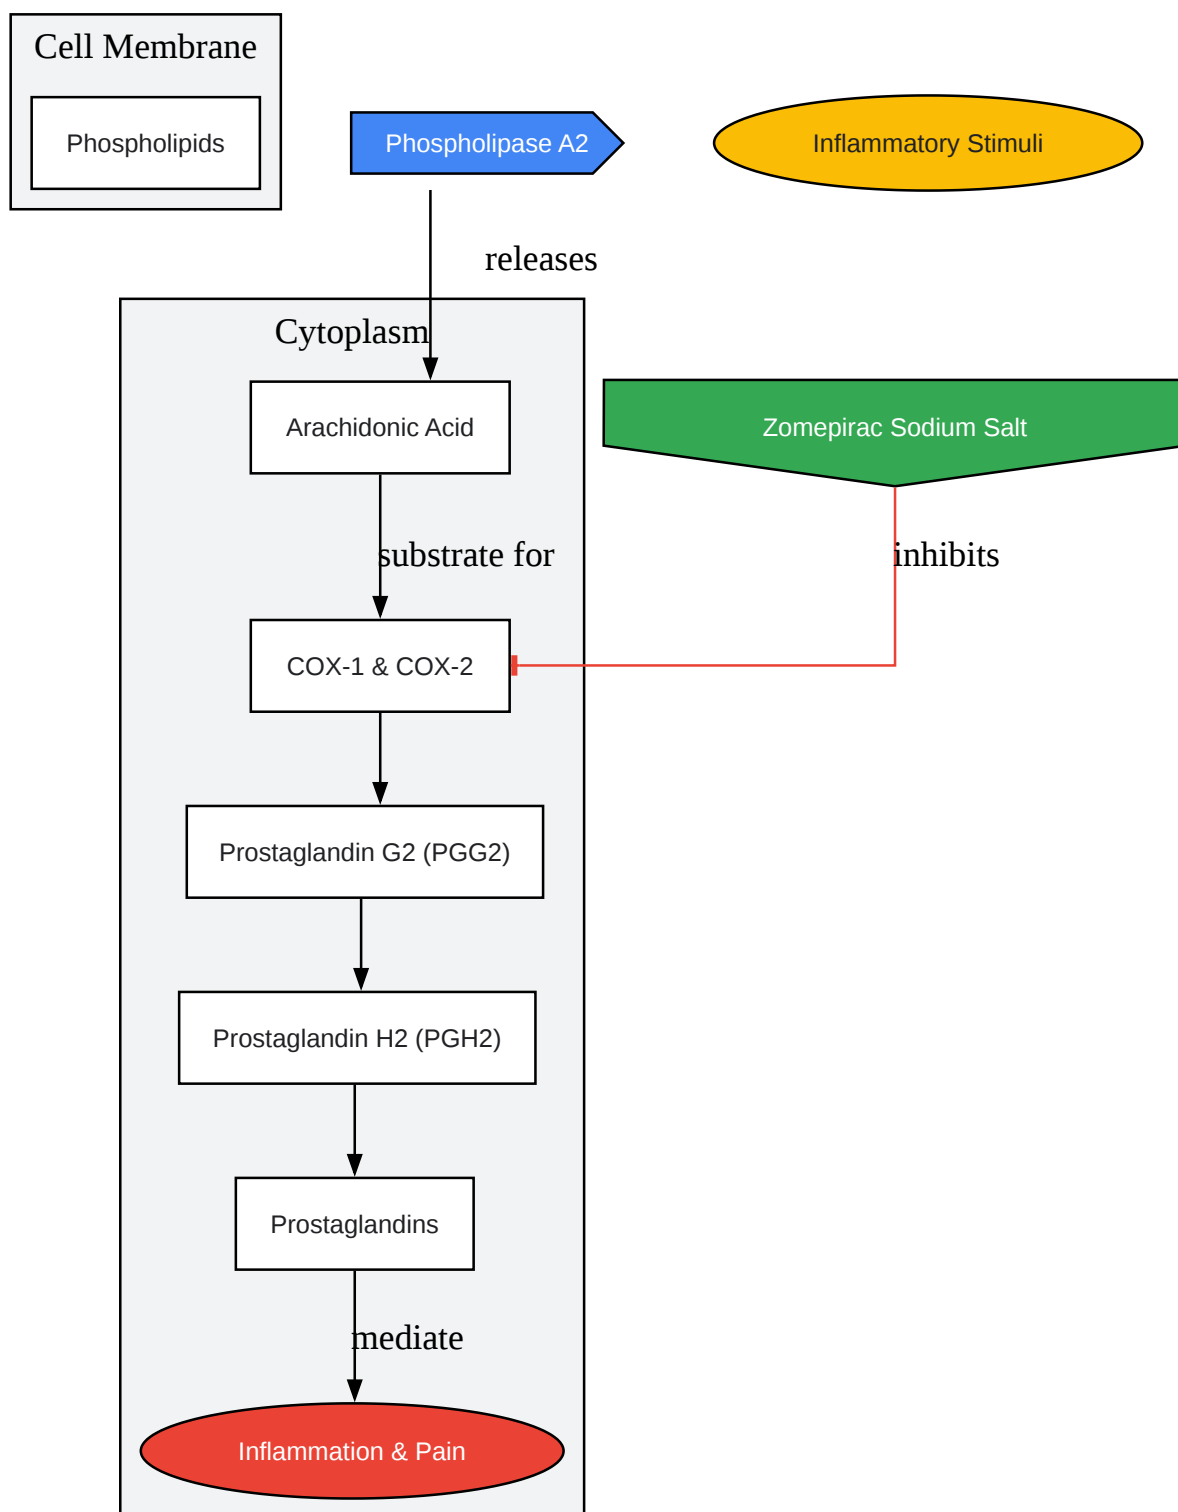 Cell Membrane
Phospholipids
Phospholipase A2
Inflammatory Stimuli
releases
Cytoplasm
Arachidonic Acid
Zomepirac Sodium Salt
substrate for
inhibits
COX-1 & COX-2
Prostaglandin G2 (PGG2)
Prostaglandin H2 (PGH2)
Prostaglandins
mediate
Inflammation & Pain